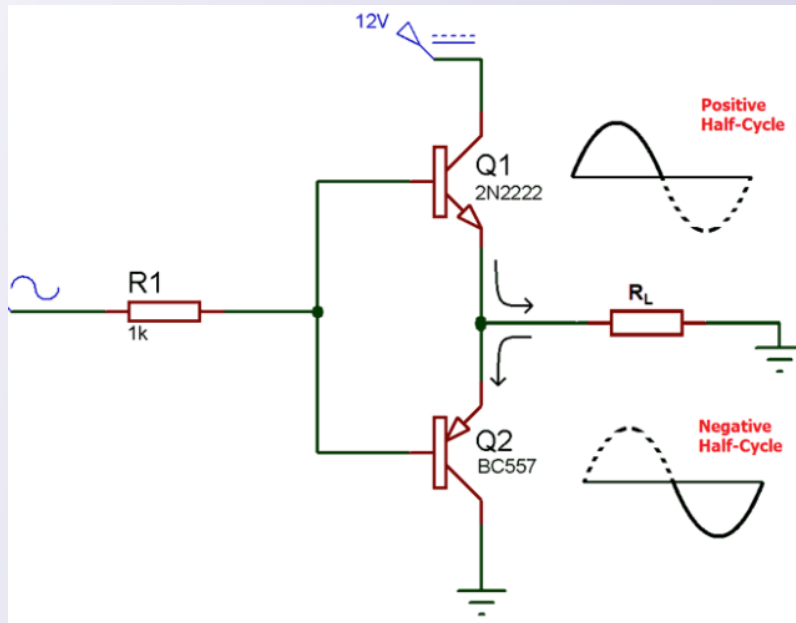 12V
Positive
Half-Cycle
Q1
2N2222
R1
1k
RL
Q2
BC557
Negative
Half-Cycle